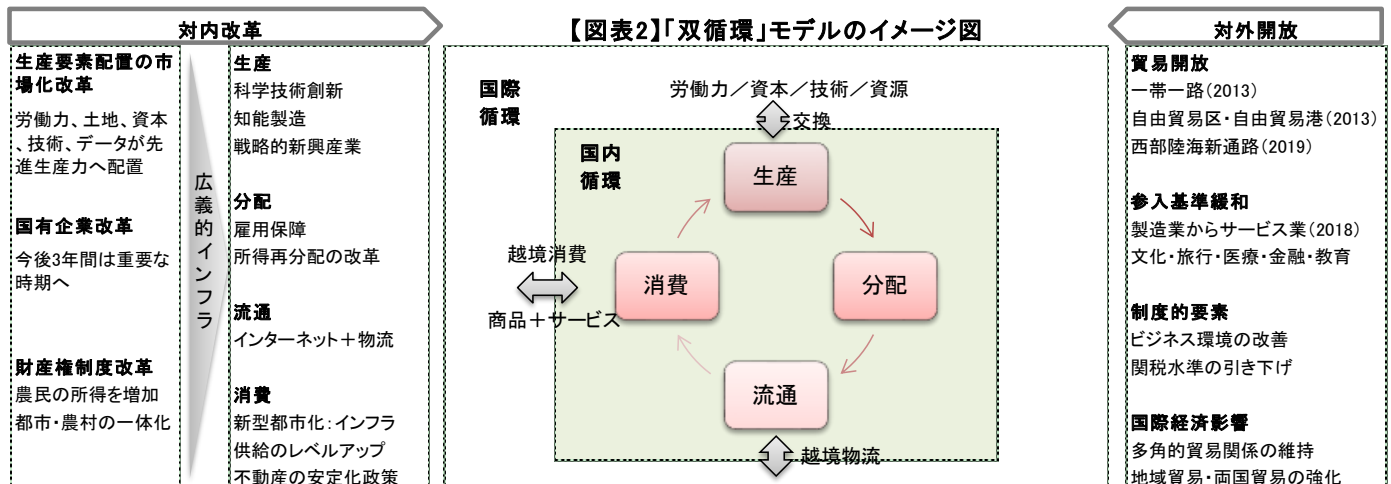 【図表2】「双循環」モデルのイメージ図
対内改革
生産要素配置の市
場化改革
労働力、土地、資本
、技術、データが先
進生産力へ配置
国有企業改革
今後3年間は重要な
時期へ
財産権制度改革
農民の所得を増加
都市・農村の一体化
広義的インフラ
生産
科学技術創新
知能製造
戦略的新興産業
分配
雇用保障
所得再分配の改革
流通
インターネット＋物流
消費
新型都市化：インフラ
供給のレベルアップ
不動産の安定化政策
国際
循環
労働力／資本／技術／資源
交換
国内
循環
生産
越境消費
商品＋サービス
消費
分配
流通
越境物流
対外開放
貿易開放
一帯一路(2013)
自由貿易区・自由貿易港(2013)
西部陸海新通路(2019)
参入基準緩和
製造業からサービス業(2018)
文化・旅行・医療・金融・教育
制度的要素
ビジネス環境の改善
関税水準の引き下げ
国際経済影響
多角的貿易関係の維持
地域貿易・両国貿易の強化